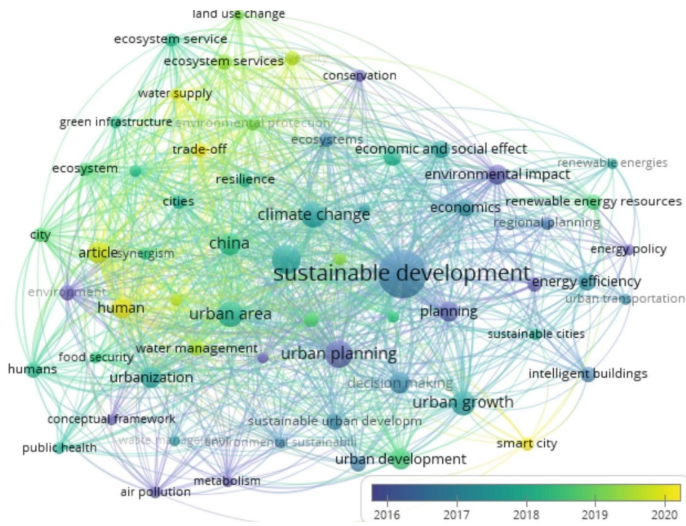 land use change
ecosystem service
ecosystem services
conservation
water supply
green infrastructure
environmental protection
ecosystems
trade-off
economic and social effect
renewable energies
ecosystem
resilience
environmental impact
cities
climate change
economics
renewable energy resources
regional planning
city
china
article
synergism
energy policy
sustainable development
environment
energy efficiency
human
urban area
planning
urban transportation
sustainable cities
water management
food security
urban planning
humans
urbanization
decision making
intelligent buildings
urban growth
conceptual framework
sustainable urban developm
public health
waste management
environmental sustainabili
smart city
urban development
metabolism
air pollution
2016 2017 2018 2019 2020